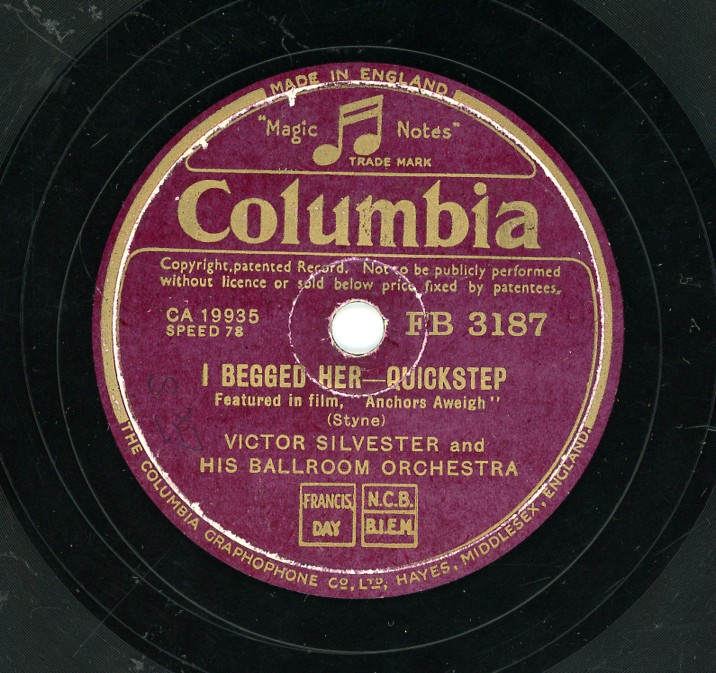 MADE IN ENGLAND
"Magic Notes"
TRADE MARK
Columbia
Copyright, patented Record. Not to be publicly performed
without licence or sold below price fixed by patentees.
CA 19935
SPEED 78
FB 3187
I BEGGED HER—QUICKSTEP
Featured in film, "Anchors Aweigh"
(Styne)
VICTOR SILVESTER and
HIS BALLROOM ORCHESTRA
FRANCIS, DAY
N.C.B.
B.I.E.M.
THE COLUMBIA GRAPHOPHONE CO, LTD, HAYES, MIDDLESEX, ENGLAND.